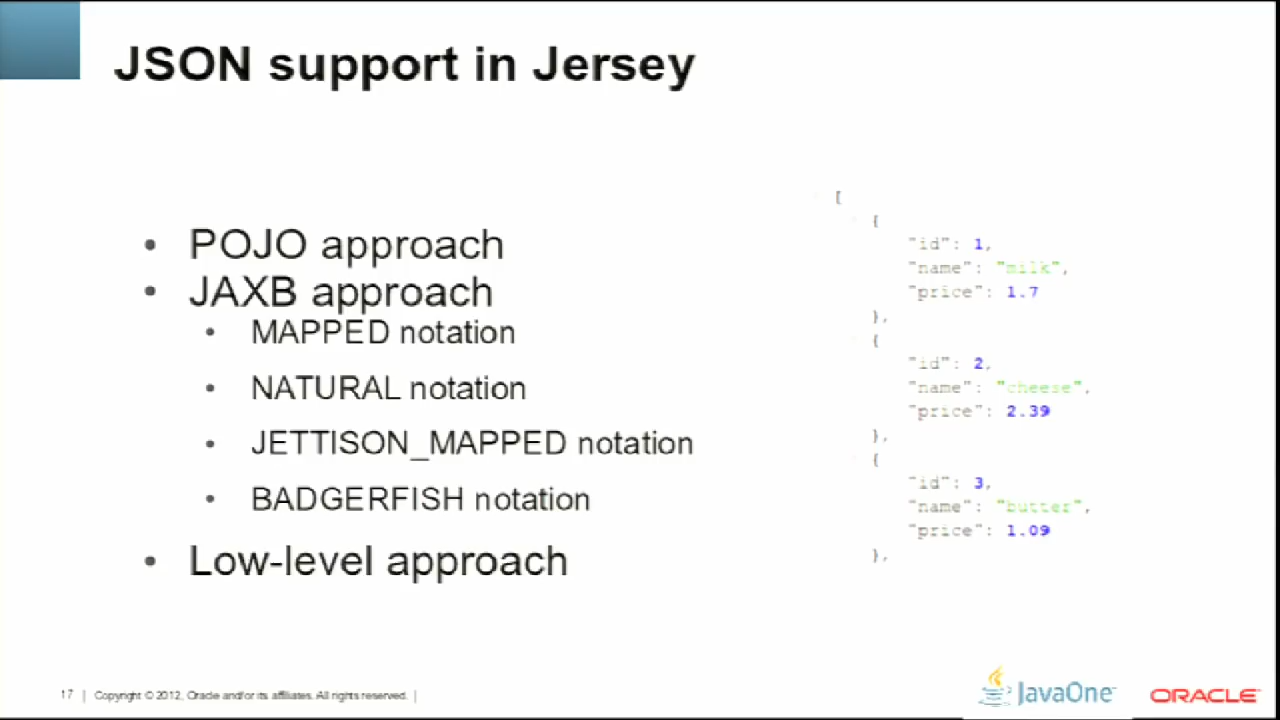 JSON support in Jersey
• POJO approach
• JAXB approach
• MAPPED notation
• NATURAL notation
• JETTISON_MAPPED notation
• BADGERFISH notation
• Low-level approach
[
{
"id": 1,
"name": "milk",
"price": 1.7
},
{
"id": 2,
"name": "cheese",
"price": 2.39
},
{
"id": 3,
"name": "butter",
"price": 1.09
},
17 | Copyright © 2012, Oracle and/or its affiliates. All rights reserved. |
JavaOne
ORACLE